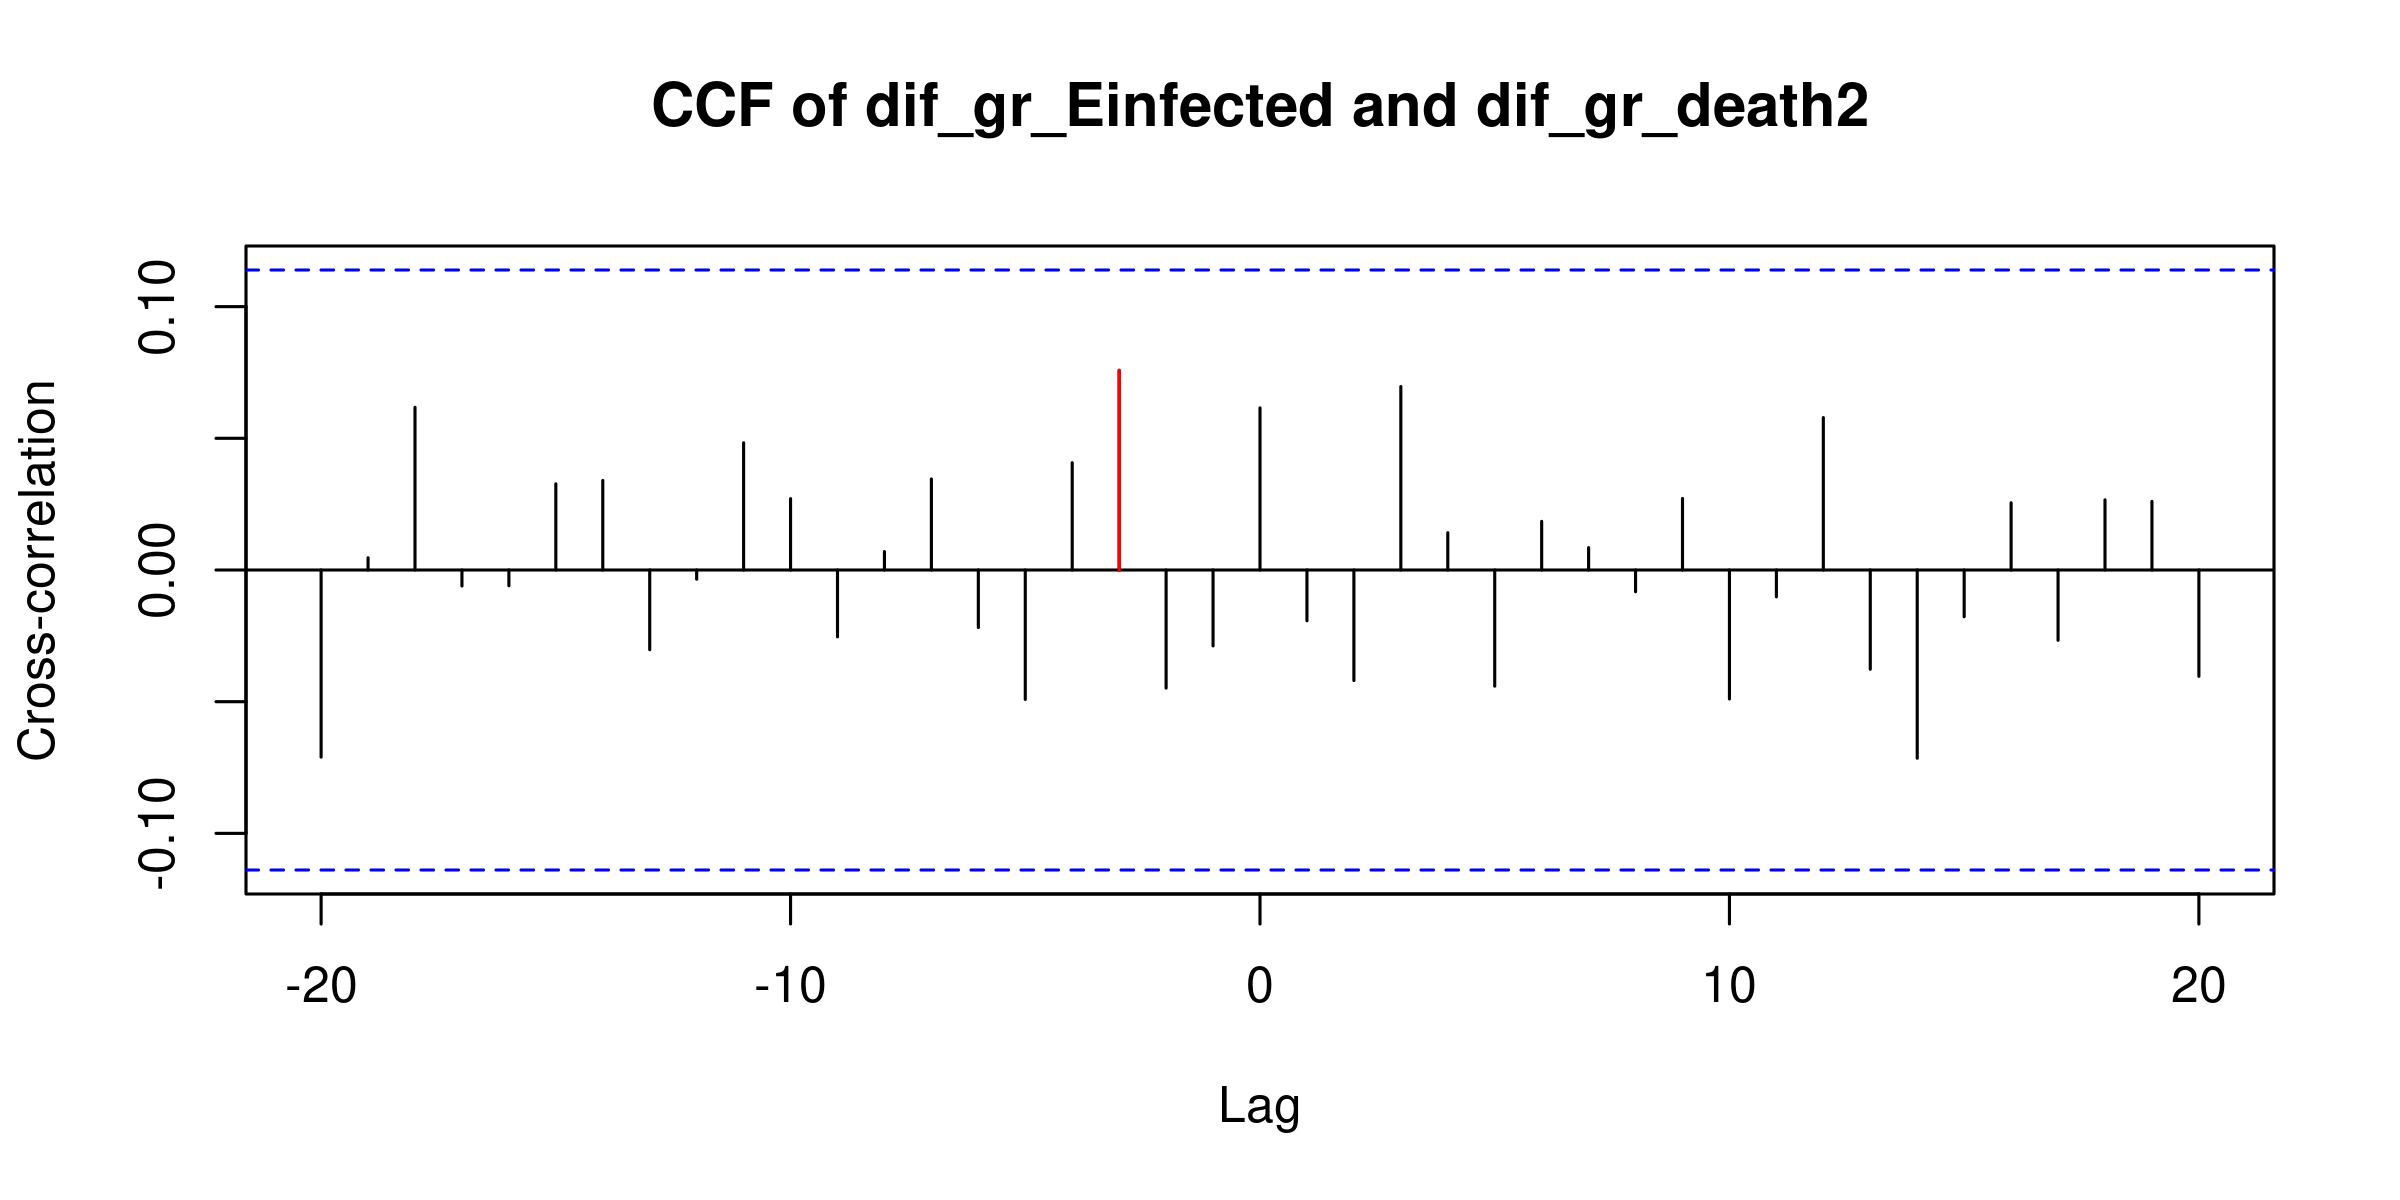 CCF of dif_gr_Einfected and dif_gr_death2
Cross-correlation
0.10
0.00
-0.10
-20 -10 0 10 20
Lag